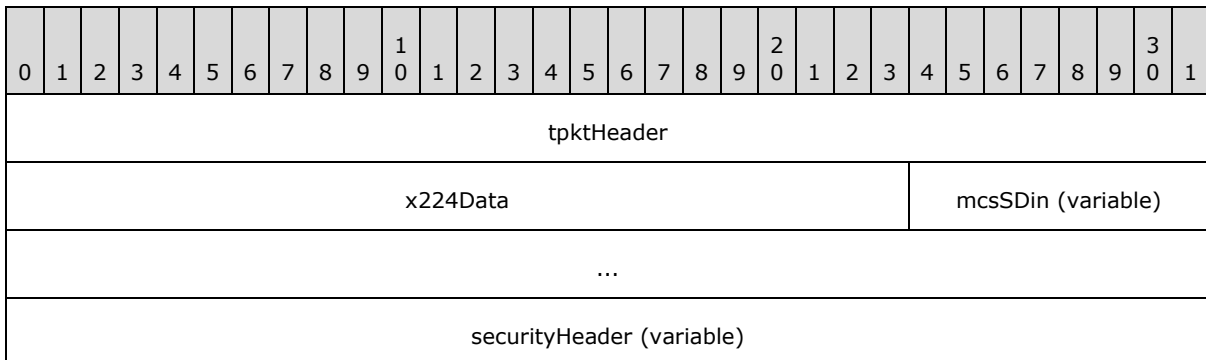 1 2 3
0 1 2 3 4 5 6 7 8 9 0 1 2 3 4 5 6 7 8 9 0 1 2 3 4 5 6 7 8 9 0 1
tpktHeader
x224Data mcsSDin (variable)
...
securityHeader (variable)